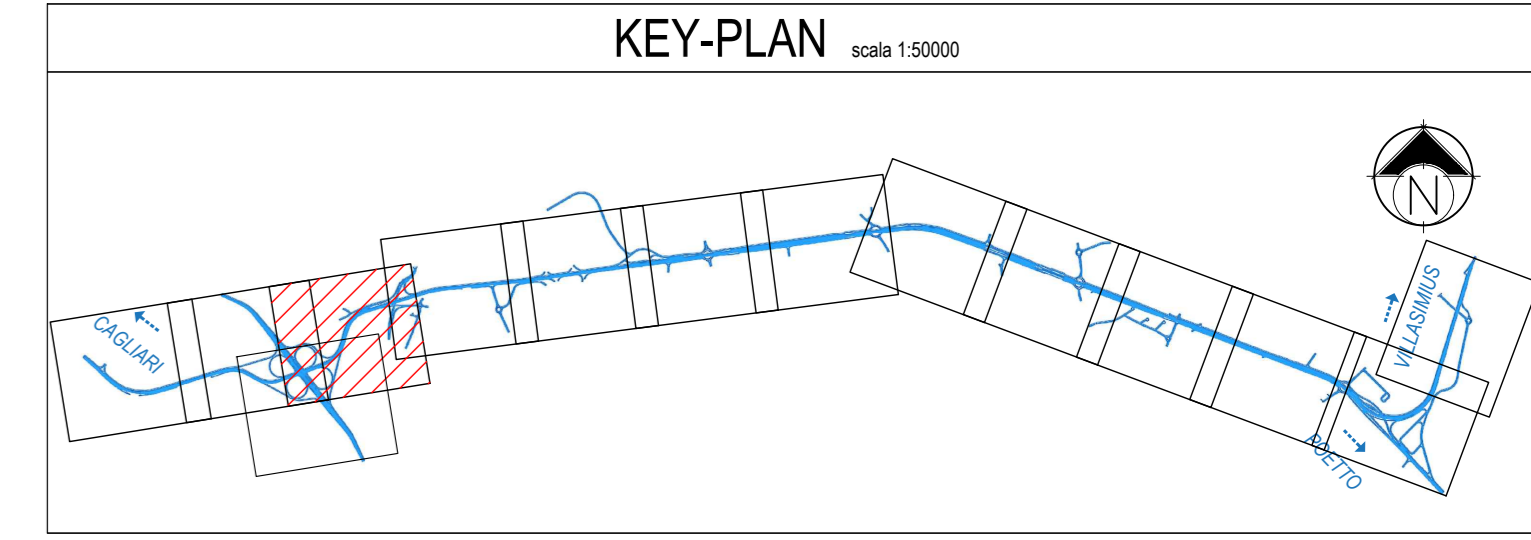 KEY-PLAN scala 1:50000
N
CAGLIARI
VILLASIMIUS
POETTO